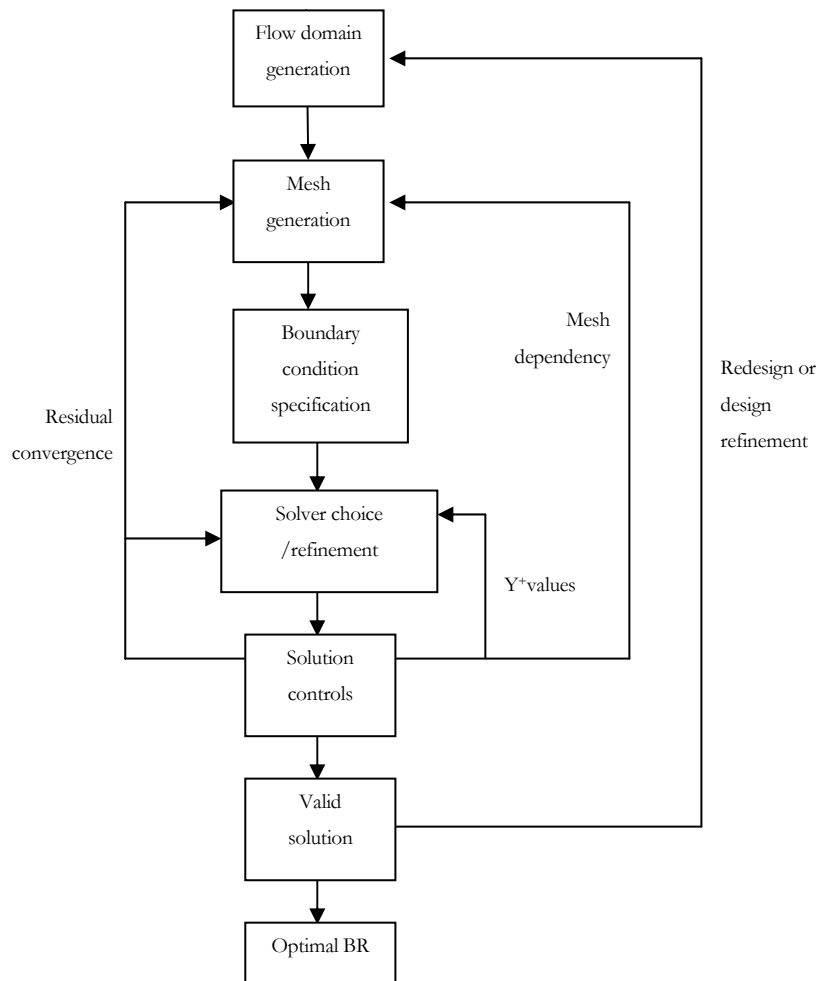 Flow domain
generation
Mesh
generation
Boundary
condition
specification
Mesh
dependency
Redesign or
design
refinement
Residual
convergence
Solver choice
/refinement
Y⁺values
Solution
controls
Valid
solution
Optimal BR